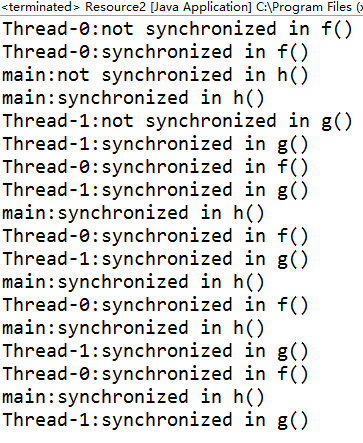 <terminated> Resource2 [Java Application] C:\Program Files (x
Thread-0:not synchronized in f()
Thread-0:synchronized in f()
main:not synchronized in h()
main:synchronized in h()
Thread-1:not synchronized in g()
Thread-1:synchronized in g()
Thread-0:synchronized in f()
Thread-1:synchronized in g()
main:synchronized in h()
Thread-0:synchronized in f()
Thread-1:synchronized in g()
main:synchronized in h()
Thread-0:synchronized in f()
main:synchronized in h()
Thread-1:synchronized in g()
Thread-0:synchronized in f()
main:synchronized in h()
Thread-1:synchronized in g()